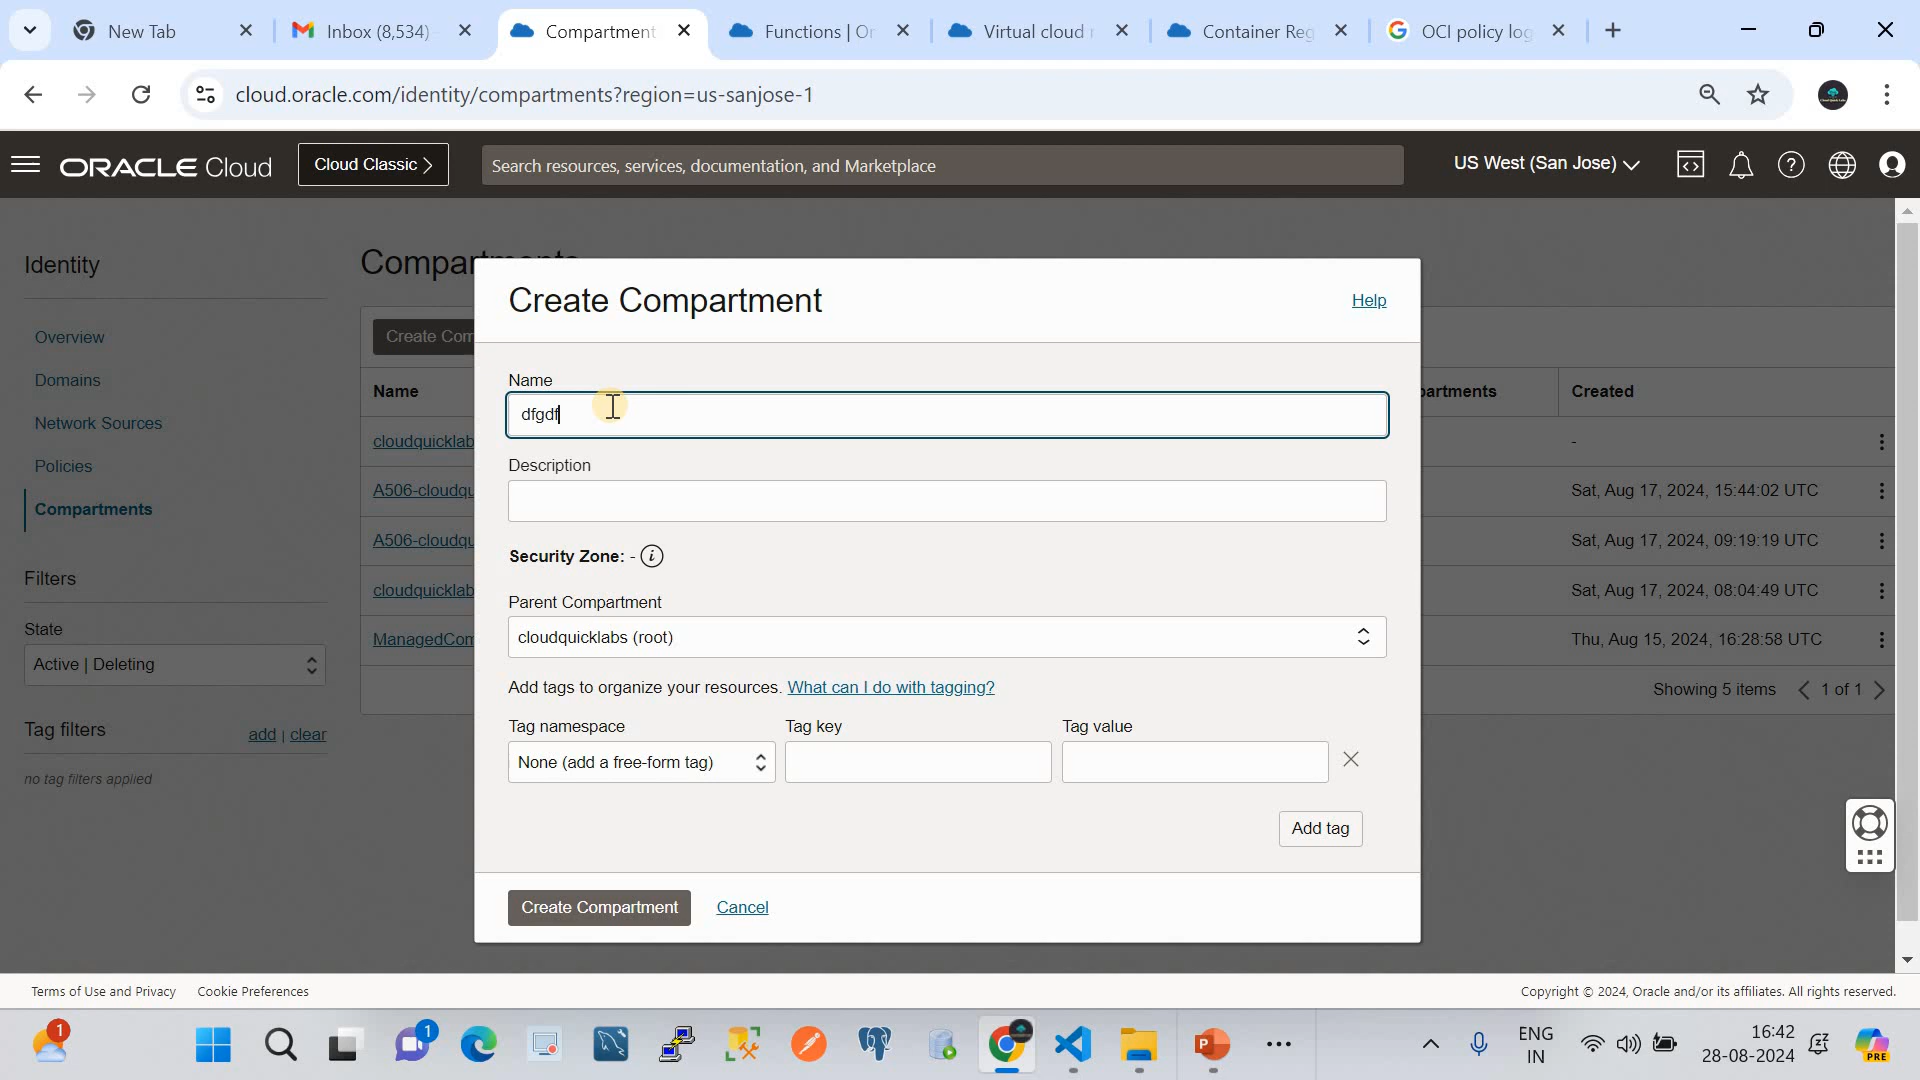 New Tab
Inbox (8,534)
Compartment
Functions | Or
Virtual cloud
Container Reg
OCI policy log
cloud.oracle.com/identity/compartments?region=us-sanjose-1
ORACLE Cloud
Cloud Classic
Search resources, services, documentation, and Marketplace
US West (San Jose)
Identity
Overview
Domains
Network Sources
Policies
Compartments
Filters
State
Active | Deleting
Tag filters
add | clear
no tag filters applied
Create Com
Name
cloudquicklab
A506-cloudqu
A506-cloudqu
cloudquicklab
ManagedCom
Create Compartment
Help
Name
dfgdf
Description
Security Zone: -
Parent Compartment
cloudquicklabs (root)
Add tags to organize your resources. What can I do with tagging?
Tag namespace
Tag key
Tag value
None (add a free-form tag)
Add tag
Create Compartment
Cancel
partments
Created
-
Sat, Aug 17, 2024, 15:44:02 UTC
Sat, Aug 17, 2024, 09:19:19 UTC
Sat, Aug 17, 2024, 08:04:49 UTC
Thu, Aug 15, 2024, 16:28:58 UTC
Showing 5 items
1 of 1
Terms of Use and Privacy
Cookie Preferences
Copyright © 2024, Oracle and/or its affiliates. All rights reserved.
1
1
ENG
IN
16:42
28-08-2024
PRE